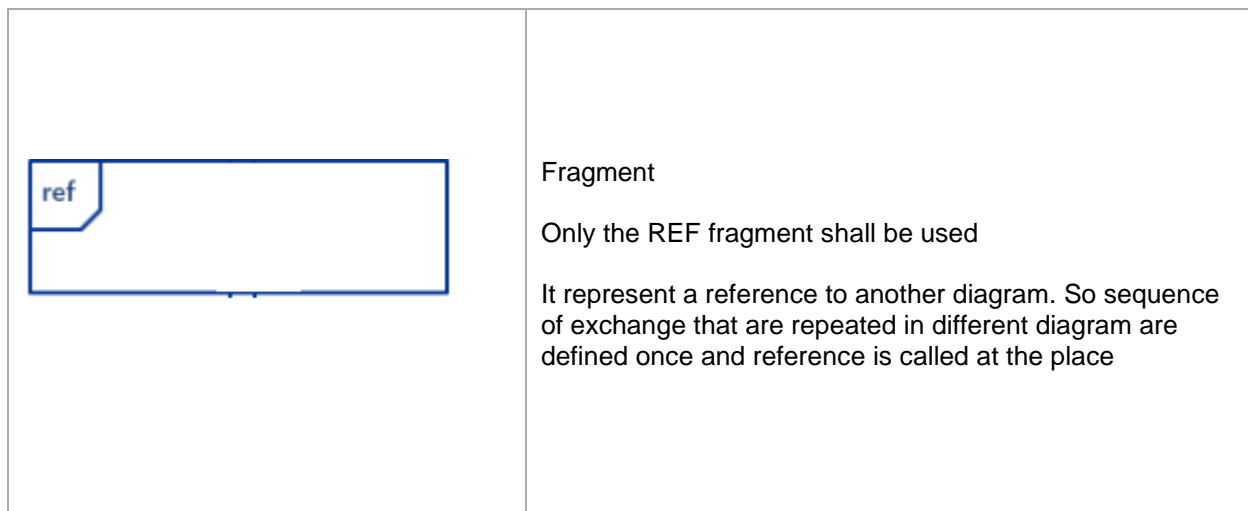 ref
Fragment
Only the REF fragment shall be used
It represent a reference to another diagram. So sequence
of exchange that are repeated in different diagram are
defined once and reference is called at the place